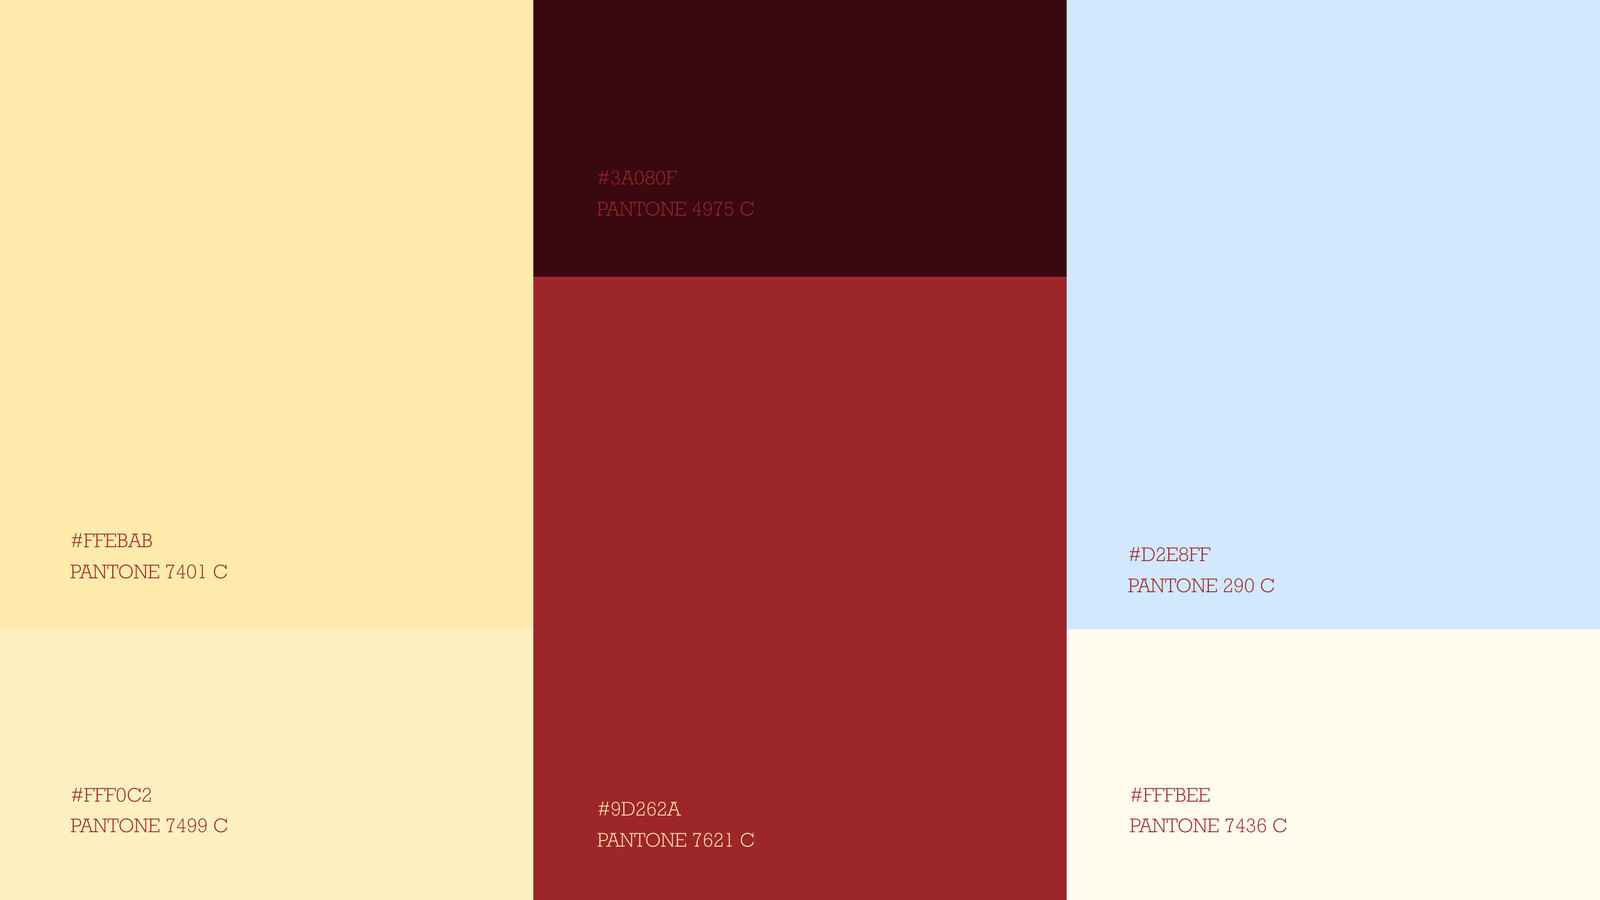 #FFEBAB
PANTONE 7401 C
#FFF0C2
PANTONE 7499 C
#3A080F
PANTONE 4975 C
#9D262A
PANTONE 7621 C
#D2E8FF
PANTONE 290 C
#FFFBEE
PANTONE 7436 C